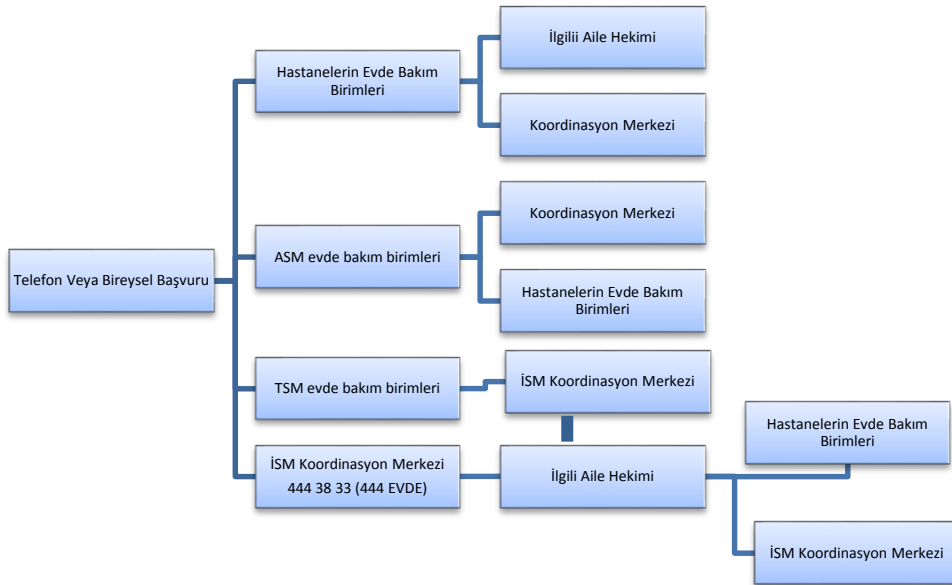 Telefon Veya Bireysel Başvuru
Hastanelerin Evde Bakım
Birimleri
İlgilii Aile Hekimi
Koordinasyon Merkezi
ASM evde bakım birimleri
Koordinasyon Merkezi
Hastanelerin Evde Bakım
Birimleri
TSM evde bakım birimleri
İSM Koordinasyon Merkezi
İSM Koordinasyon Merkezi
444 38 33 (444 EVDE)
İlgili Aile Hekimi
Hastanelerin Evde Bakım
Birimleri
İSM Koordinasyon Merkezi